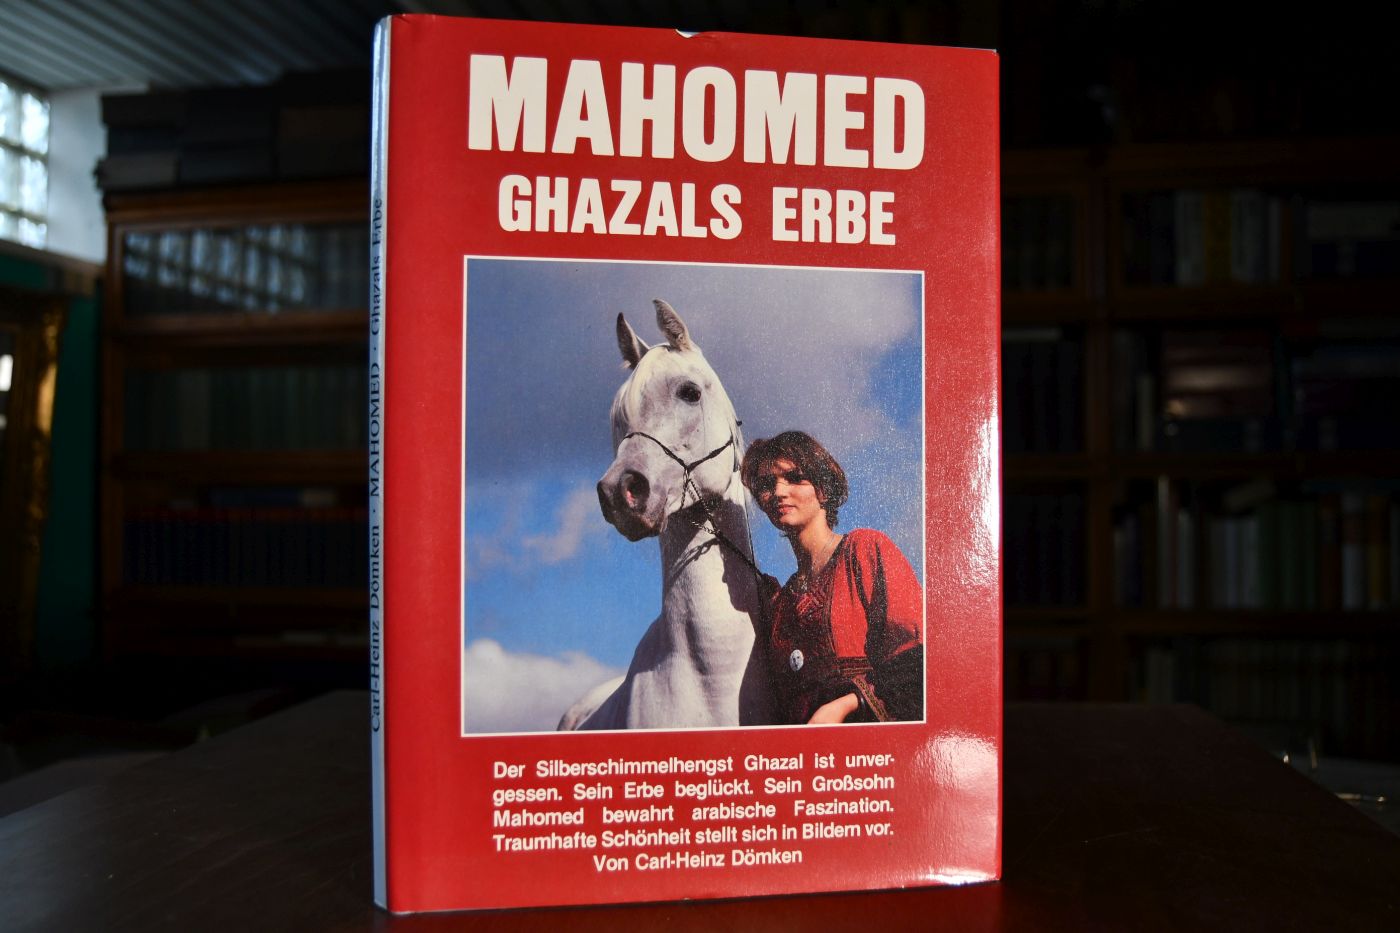 MAHOMED
GHAZALS ERBE
Der Silberschimmelhengst Ghazal ist unver-
gessen. Sein Erbe beglückt. Sein Großsohn
Mahomed bewahrt arabische Faszination.
Traumhafte Schönheit stellt sich in Bildern vor.
Von Carl-Heinz Dömken
Carl-Heinz Dömken · MAHOMED · Ghazals Erbe